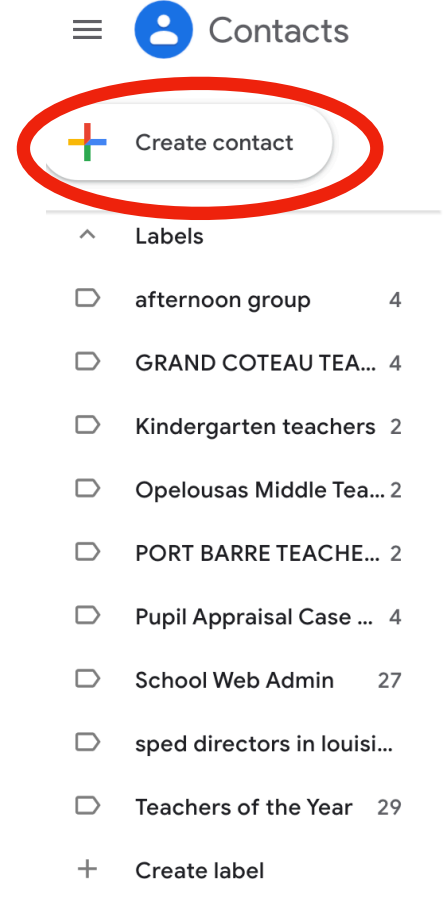 Contacts
Create contact
Labels
afternoon group 4
GRAND COTEAU TEA... 4
Kindergarten teachers 2
Opelousas Middle Tea... 2
PORT BARRE TEACHE... 2
Pupil Appraisal Case ... 4
School Web Admin 27
sped directors in louisi...
Teachers of the Year 29
Create label